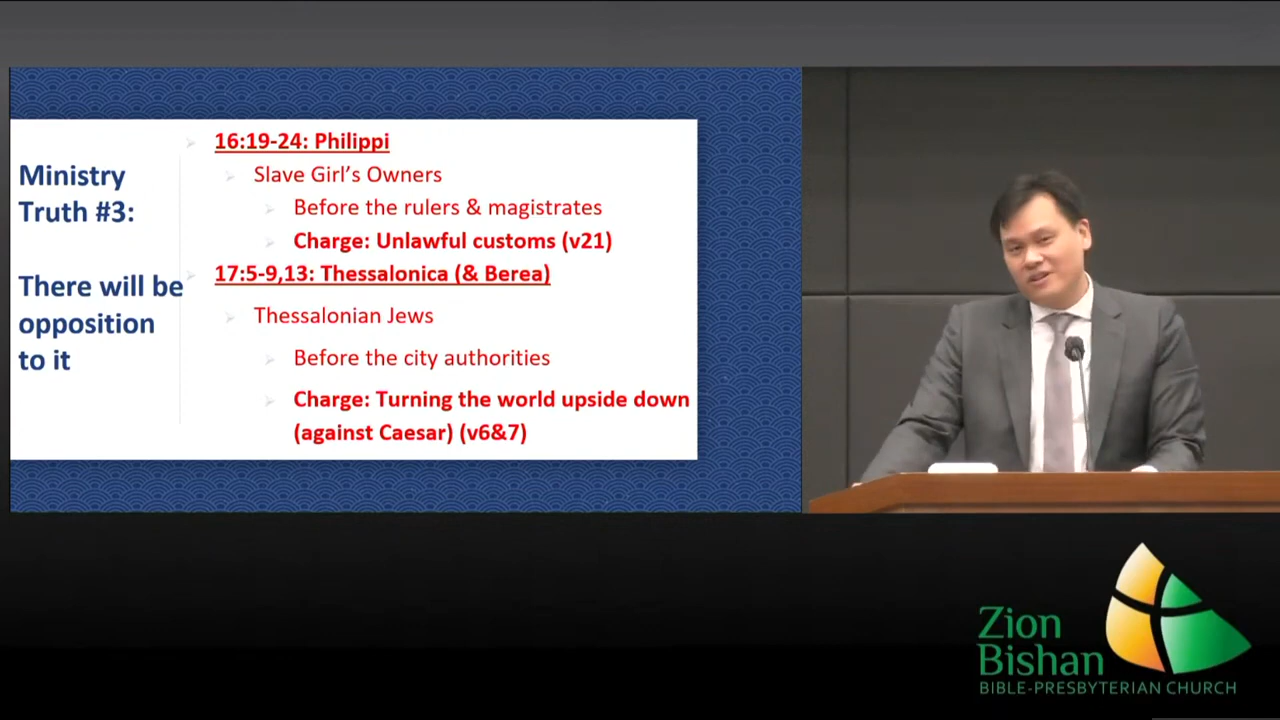 Ministry
Truth #3:
There will be
opposition
to it
16:19-24: Philippi
Slave Girl’s Owners
Before the rulers & magistrates
Charge: Unlawful customs (v21)
17:5-9,13: Thessalonica (& Berea)
Thessalonian Jews
Before the city authorities
Charge: Turning the world upside down
(against Caesar) (v6&7)
Zion
Bishan
BIBLE-PRESBYTERIAN CHURCH